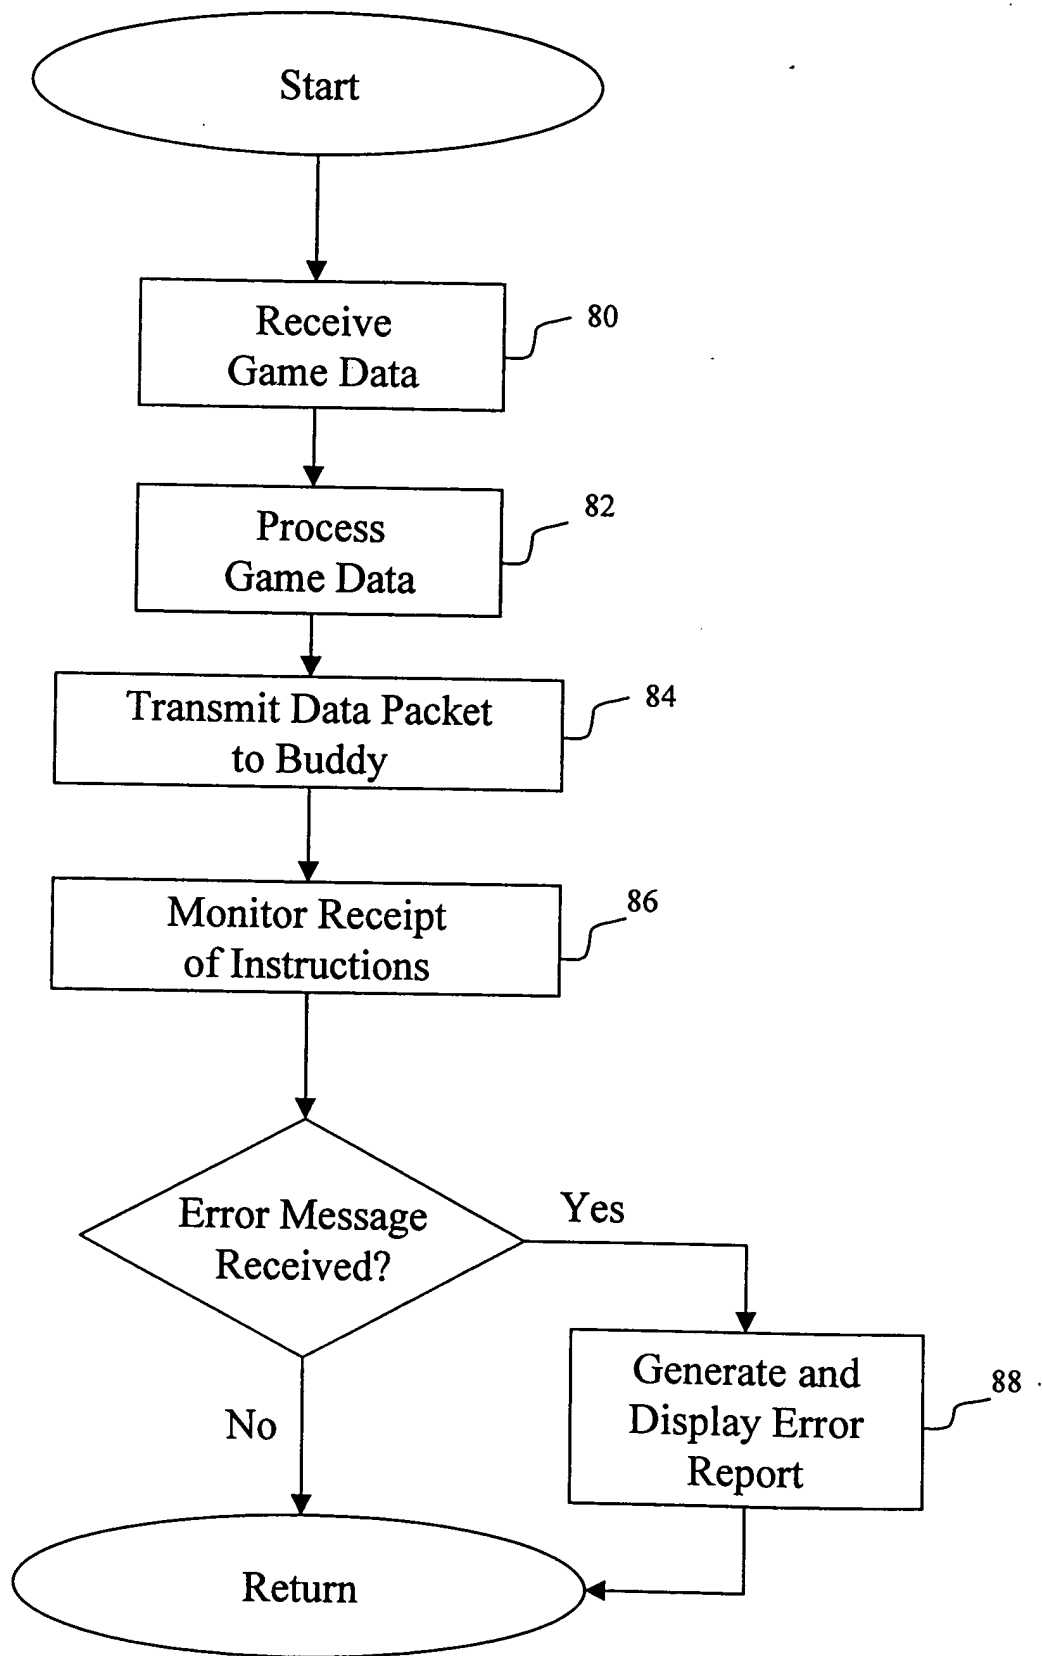 Start
Receive
Game Data
80
Process
Game Data
82
Transmit Data Packet
to Buddy
84
Monitor Receipt
of Instructions
86
Error Message
Received?
Yes
No
Generate and
Display Error
Report
88
Return